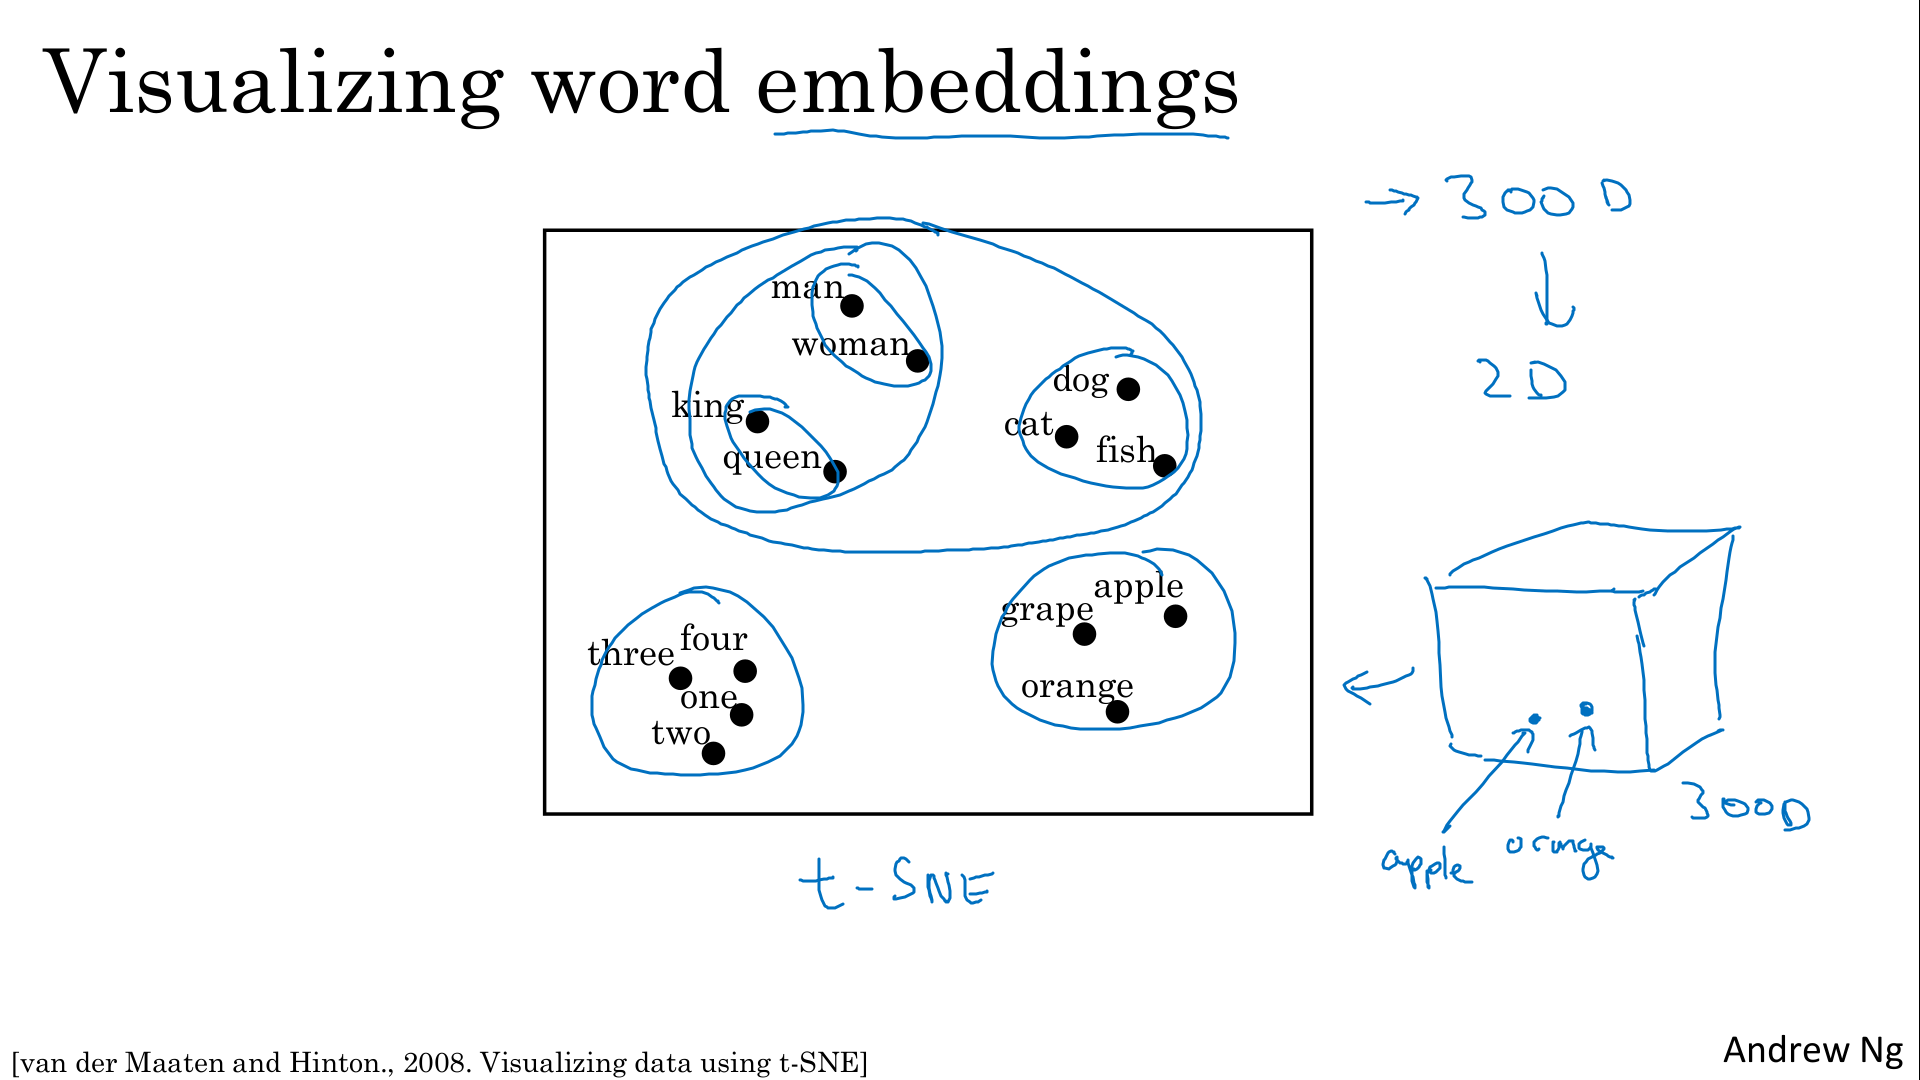 Visualizing word embeddings
→ 300 D
2D
man
woman
king
queen
dog
cat
fish
apple
grape
orange
four
three
one
two
300D
apple
orange
t-SNE
[van der Maaten and Hinton., 2008. Visualizing data using t-SNE]
Andrew Ng